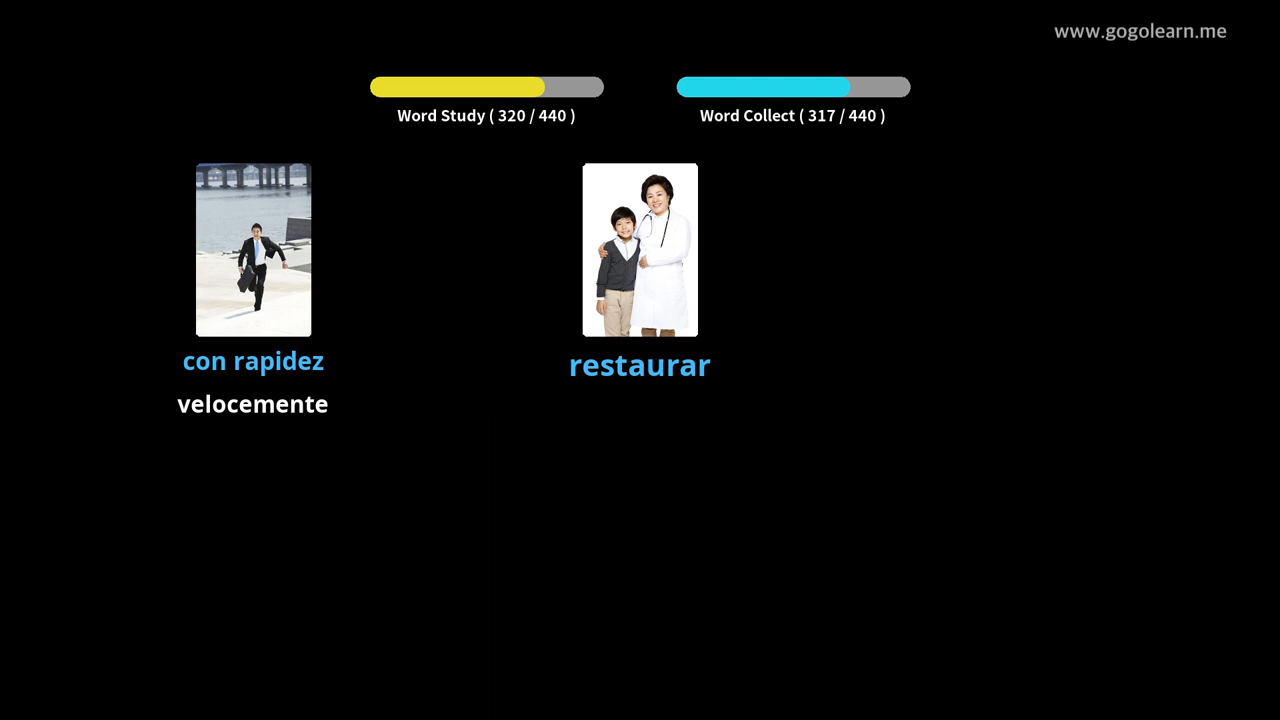 www.gogolearn.me
Word Study ( 320 / 440 )
Word Collect ( 317 / 440 )
con rapidez
velocemente
restaurar